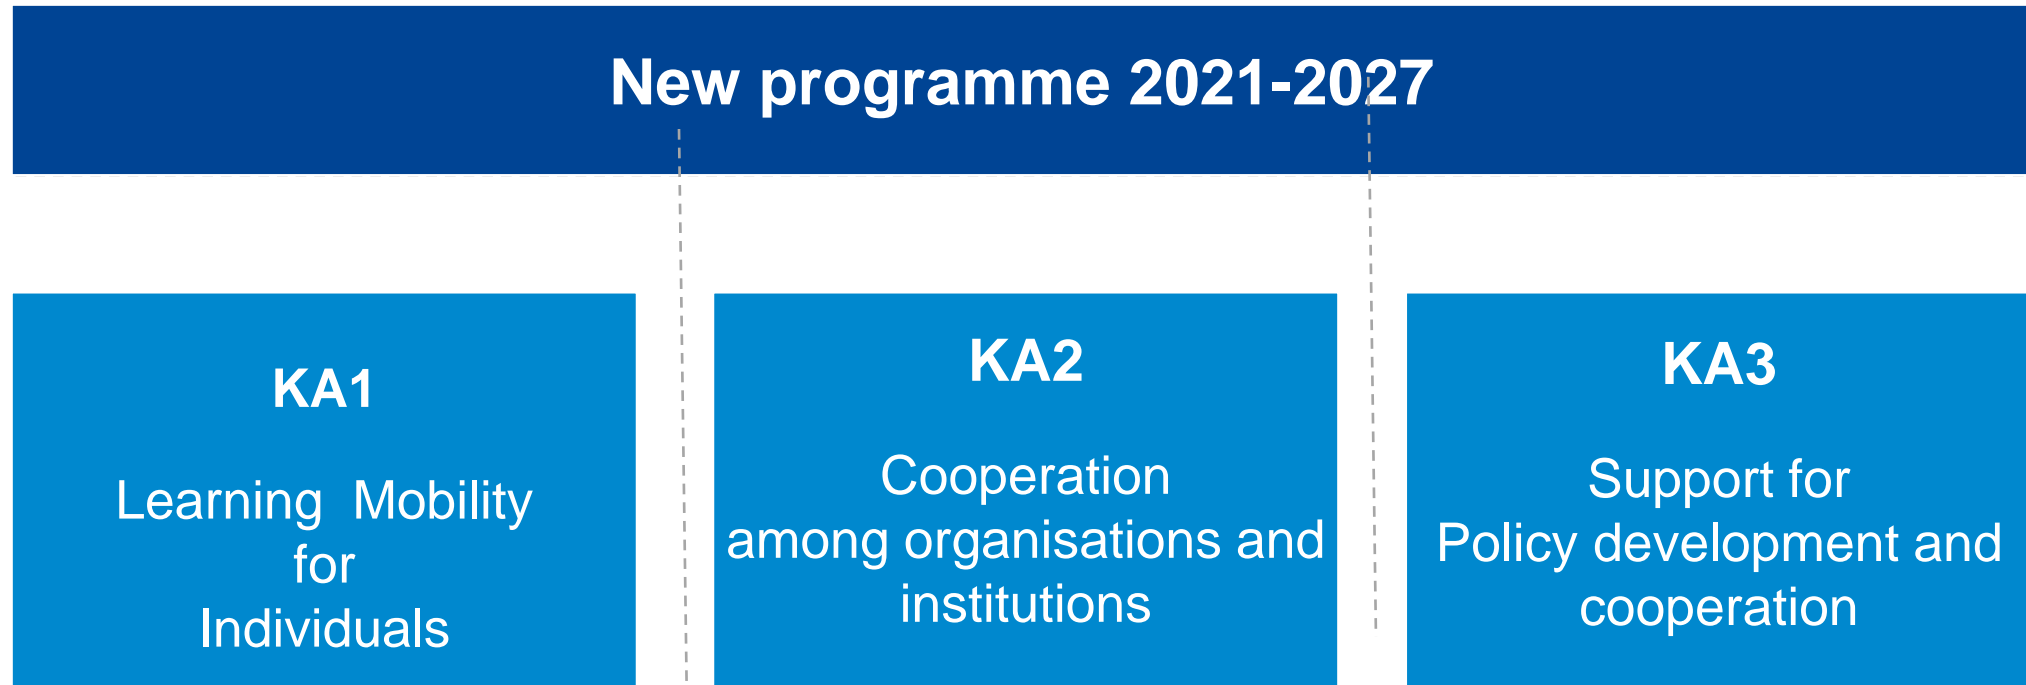 New programme 2021-2027
KA1
Learning  Mobility
for
Individuals
KA2
Cooperation
among organisations and
institutions
KA3
Support for
Policy development and
cooperation